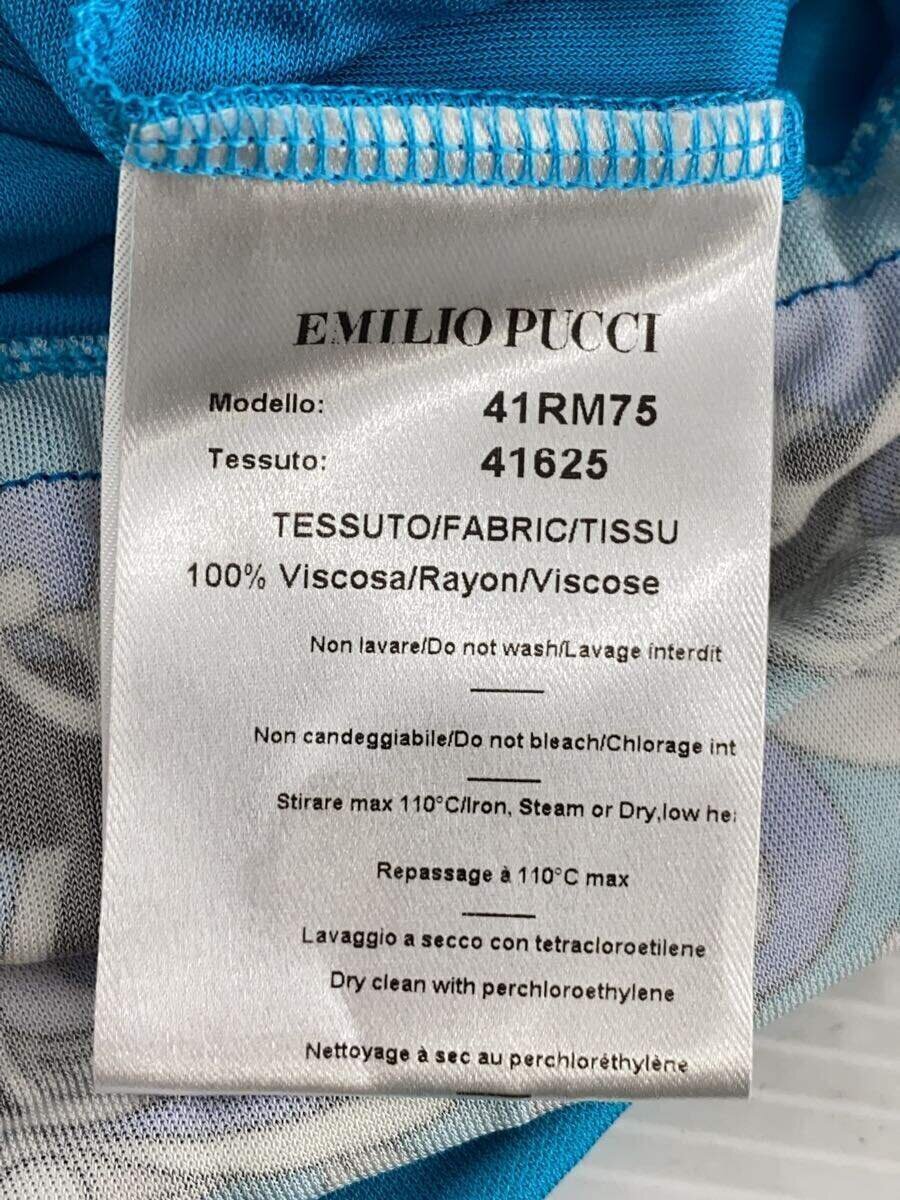 EMILIO PUCCI
Modello: 41RM75
Tessuto: 41625
TESSUTO/FABRIC/TISSU
100% Viscosa/Rayon/Viscose
Non lavare/Do not wash/Lavage interdit
Non candeggiabile/Do not bleach/Chlorage int
Stirare max 110°C/Iron, Steam or Dry,low
Repassage à 110°C max
Lavaggio a secco con tetracloroetilene
Dry clean with perchloroethylene
Nettoyage à sec au perchloréthylène